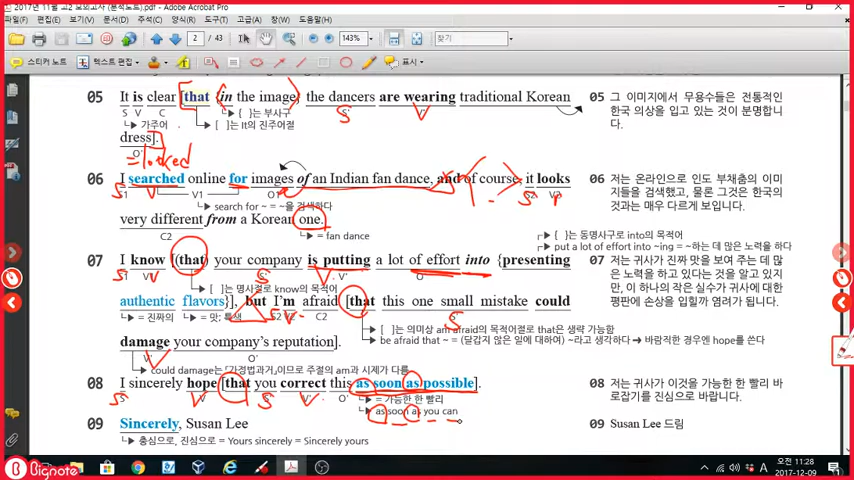 2017년 11월 고2 모의고사 (분석노트).pdf - Adobe Acrobat Pro
파일(F) 편집(E) 보기(V) 문서(D) 주석(C) 양식(R) 도구(T) 고급(A) 창(W) 도움말(H)
2 / 43 143% 찾기
스티커 노트 텍스트 편집 표시
05 It is clear [that {in the image} the dancers are wearing traditional Korean
S V C { }는 부사구 S V
가주어 [ ]는 It의 진주어절
dress].
O'
= looked
05 그 이미지에서 무용수들은 전통적인
한국 의상을 입고 있는 것이 분명합니
다.
06 I searched online for images of an Indian fan dance, and of course, it looks
S1 V1 O1 S2 V2
search for ~ = ~을 검색하다
very different from a Korean one.
C2 = fan dance
06 저는 온라인으로 인도 부채춤의 이미
지들을 검색했고, 물론 그것은 한국의
것과는 매우 다르게 보입니다.
{ }는 동명사구로 into의 목적어
put a lot of effort into ~ing = ~하는 데 많은 노력을 하다
07 I know [(that) your company is putting a lot of effort into {presenting
S1 V S V O
[ ]는 명사절로 know의 목적어
authentic flavors}], but I'm afraid [that this one small mistake could
= 진짜의 = 맛; 특색 S2 V2 C2 S
[ ]는 의미상 am afraid의 목적어절로 that은 생략 가능함
be afraid that ~ = (달갑지 않은 일에 대하여) ~라고 생각하다 → 바람직한 경우엔 hope를 쓴다
damage your company's reputation].
V O'
could damage는 '가정법과거'이므로 주절의 am과 시제가 다름
07 저는 귀사가 진짜 맛을 보여 주는 데 많
은 노력을 하고 있다는 것을 알고 있지
만, 이 하나의 작은 실수가 귀사에 대한
평판에 손상을 입힐까 염려가 됩니다.
08 I sincerely hope [that you correct this as soon as possible].
S V S V O' = 가능한 한 빨리
as soon as you can
08 저는 귀사가 이것을 가능한 한 빨리 바
로잡기를 진심으로 바랍니다.
09 Sincerely, Susan Lee
충심으로, 진심으로 = Yours sincerely = Sincerely yours
09 Susan Lee 드림
Bignote
A 오전 11:28
2017-12-09
Bignote